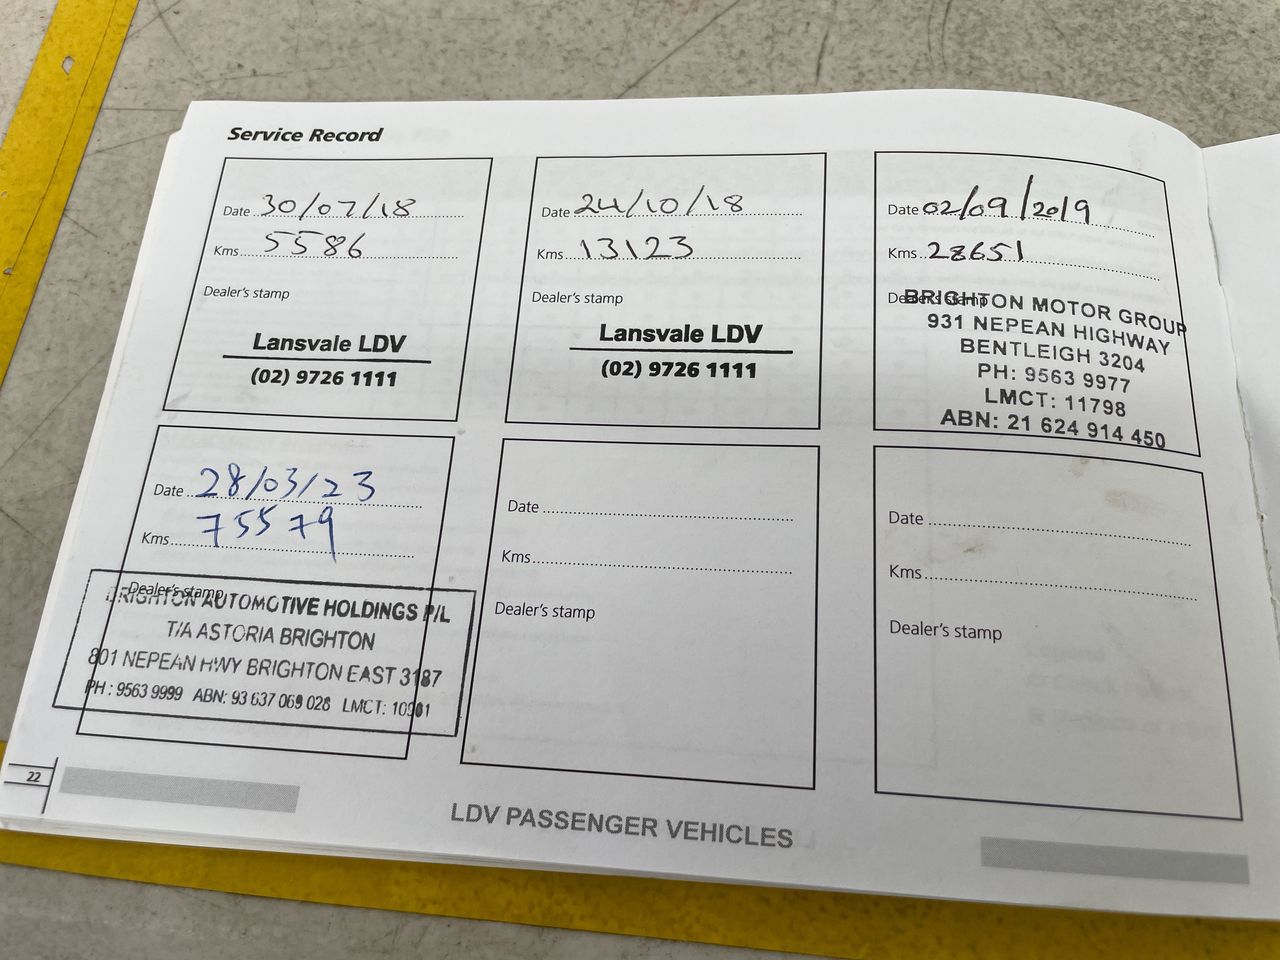 Service Record
Date 30/07/18
Kms 5586
Dealer's stamp
Lansvale LDV
(02) 9726 1111
Date 24/10/18
Kms 13123
Dealer's stamp
Lansvale LDV
(02) 9726 1111
Date 02/09/2019
Kms 28651
Dealer's stamp
BRIGHTON MOTOR GROUP
931 NEPEAN HIGHWAY
BENTLEIGH 3204
PH: 9563 9977
LMCT: 11798
ABN: 21 624 914 450
Date 28/03/23
Kms 75579
Dealer's stamp
BRIGHTON AUTOMOTIVE HOLDINGS P/L
T/A ASTORIA BRIGHTON
801 NEPEAN HWY BRIGHTON EAST 3187
PH : 9563 9999 ABN: 93 637 069 028 LMCT: 10901
Date
Kms
Dealer's stamp
Date
Kms
Dealer's stamp
22
LDV PASSENGER VEHICLES